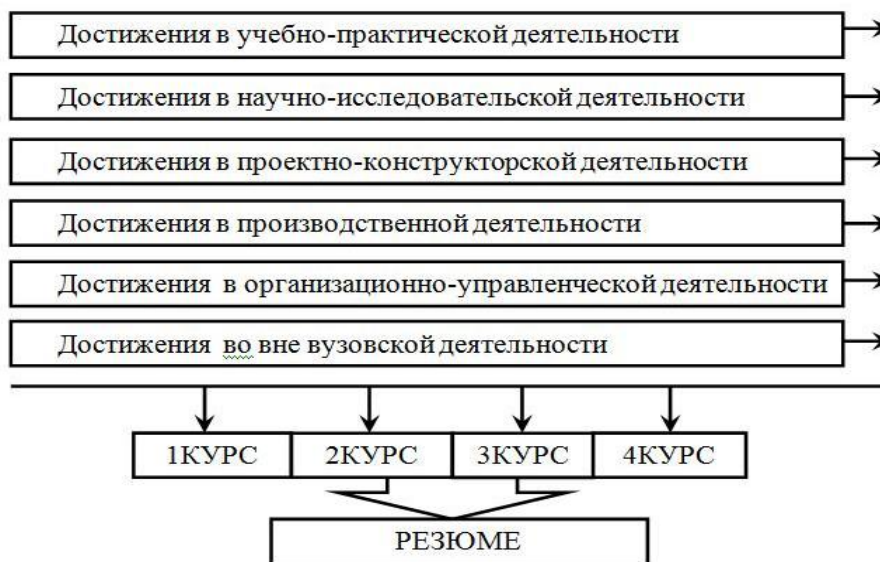 Достижения в учебно-практической деятельности
Достижения в научно-исследовательской деятельности
Достижения в проектно-конструкторской деятельности
Достижения в производственной деятельности
Достижения в организационно-управленческой деятельности
Достижения во вне вузовской деятельности
1КУРС 2КУРС 3КУРС 4КУРС
РЕЗЮМЕ